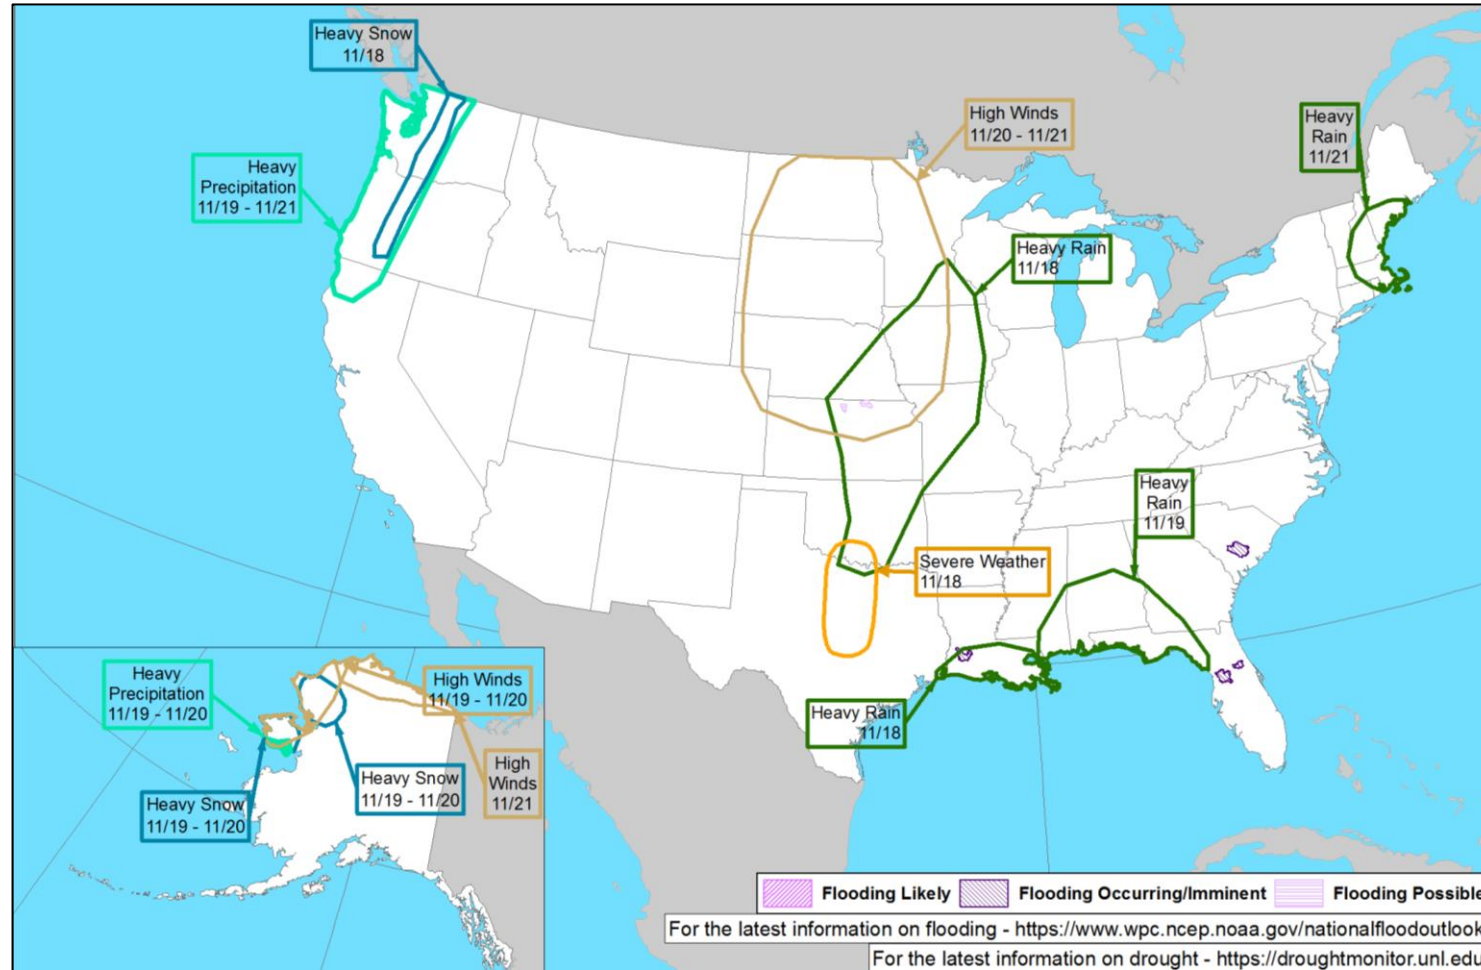 Heavy Snow
11/18
High Winds
11/20 - 11/21
Heavy
Rain
11/21
Heavy
Precipitation
11/19 - 11/21
Heavy Rain
11/18
Heavy
Rain
11/19
Severe Weather
11/18
Heavy Rain
11/18
Heavy
Precipitation
11/19 - 11/20
High Winds
11/19 - 11/20
Heavy Snow
11/19 - 11/20
High
Winds
11/21
Heavy Snow
11/19 - 11/20
Flooding Likely Flooding Occurring/Imminent Flooding Possible
For the latest information on flooding - https://www.wpc.ncep.noaa.gov/nationalfloodoutlook
For the latest information on drought - https://droughtmonitor.unl.edu